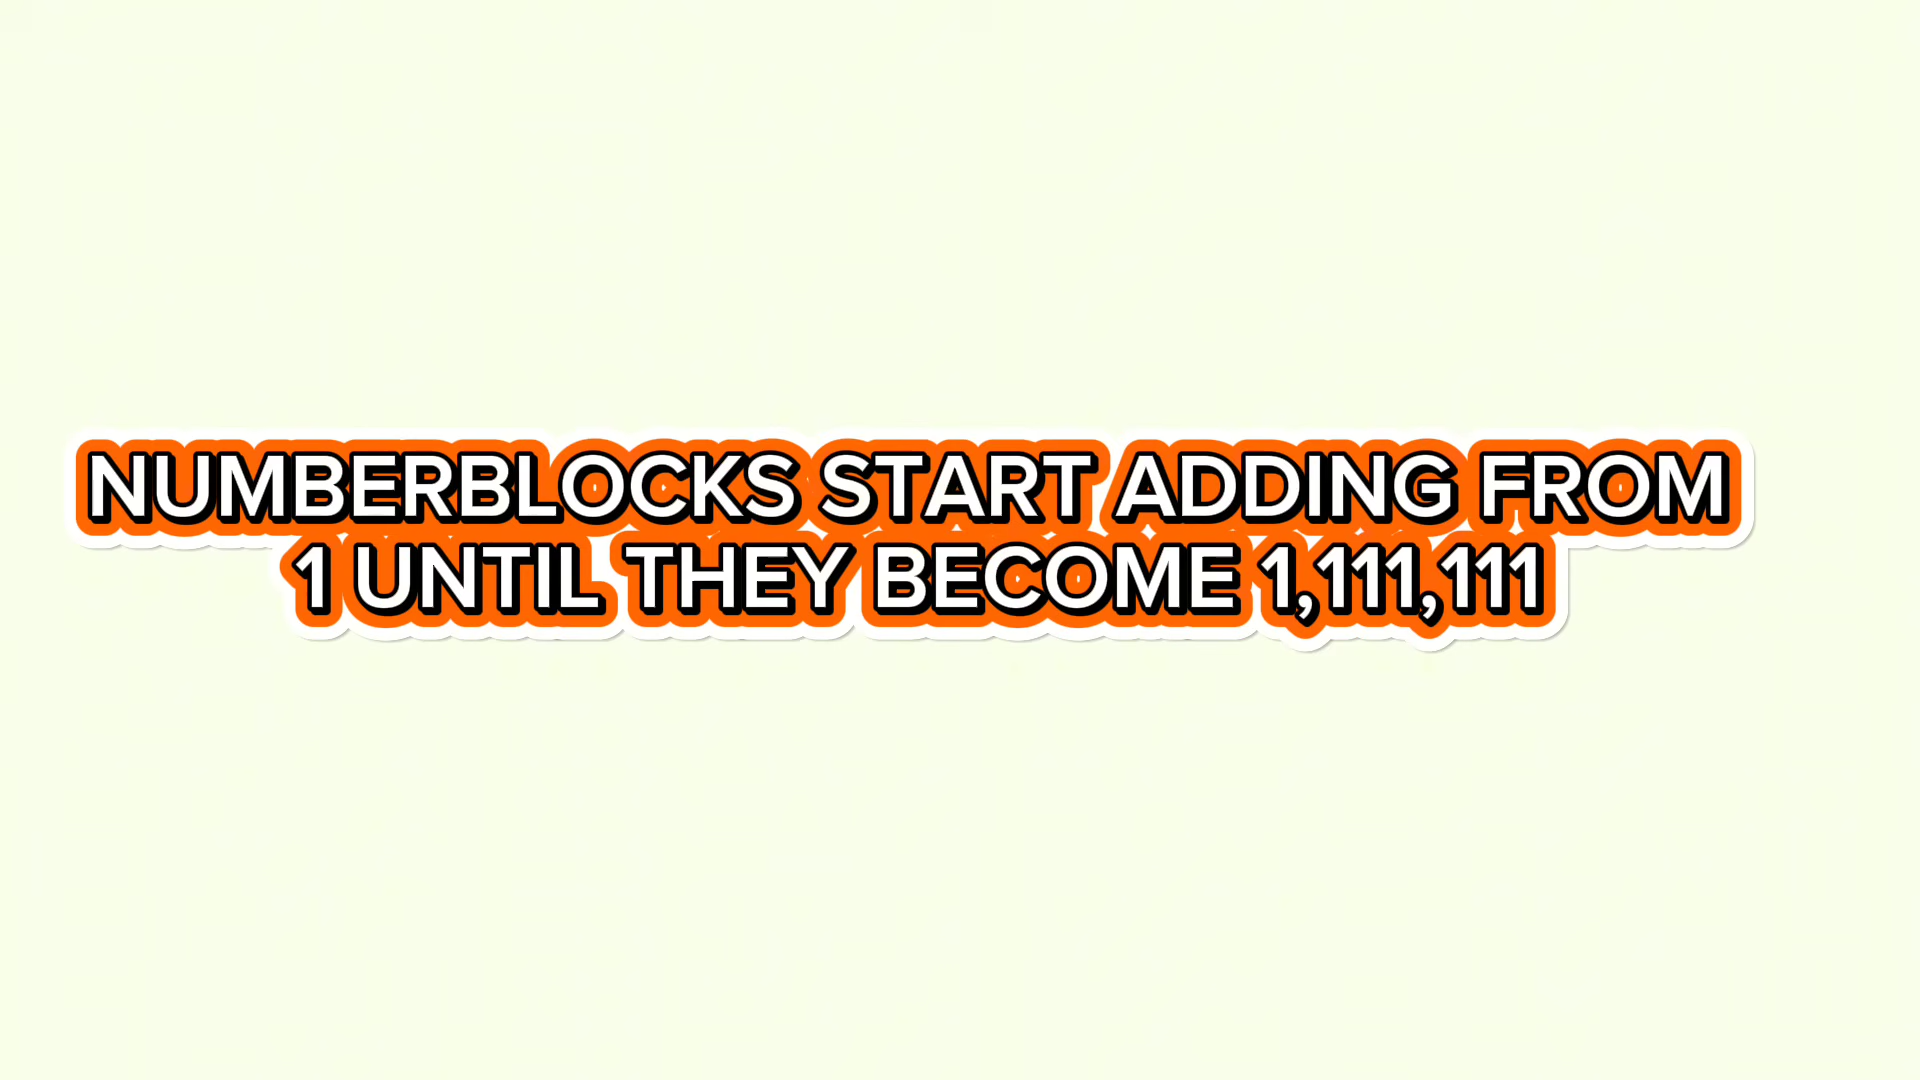 NUMBERBLOCKS START ADDING FROM
1 UNTIL THEY BECOME 1,111,111